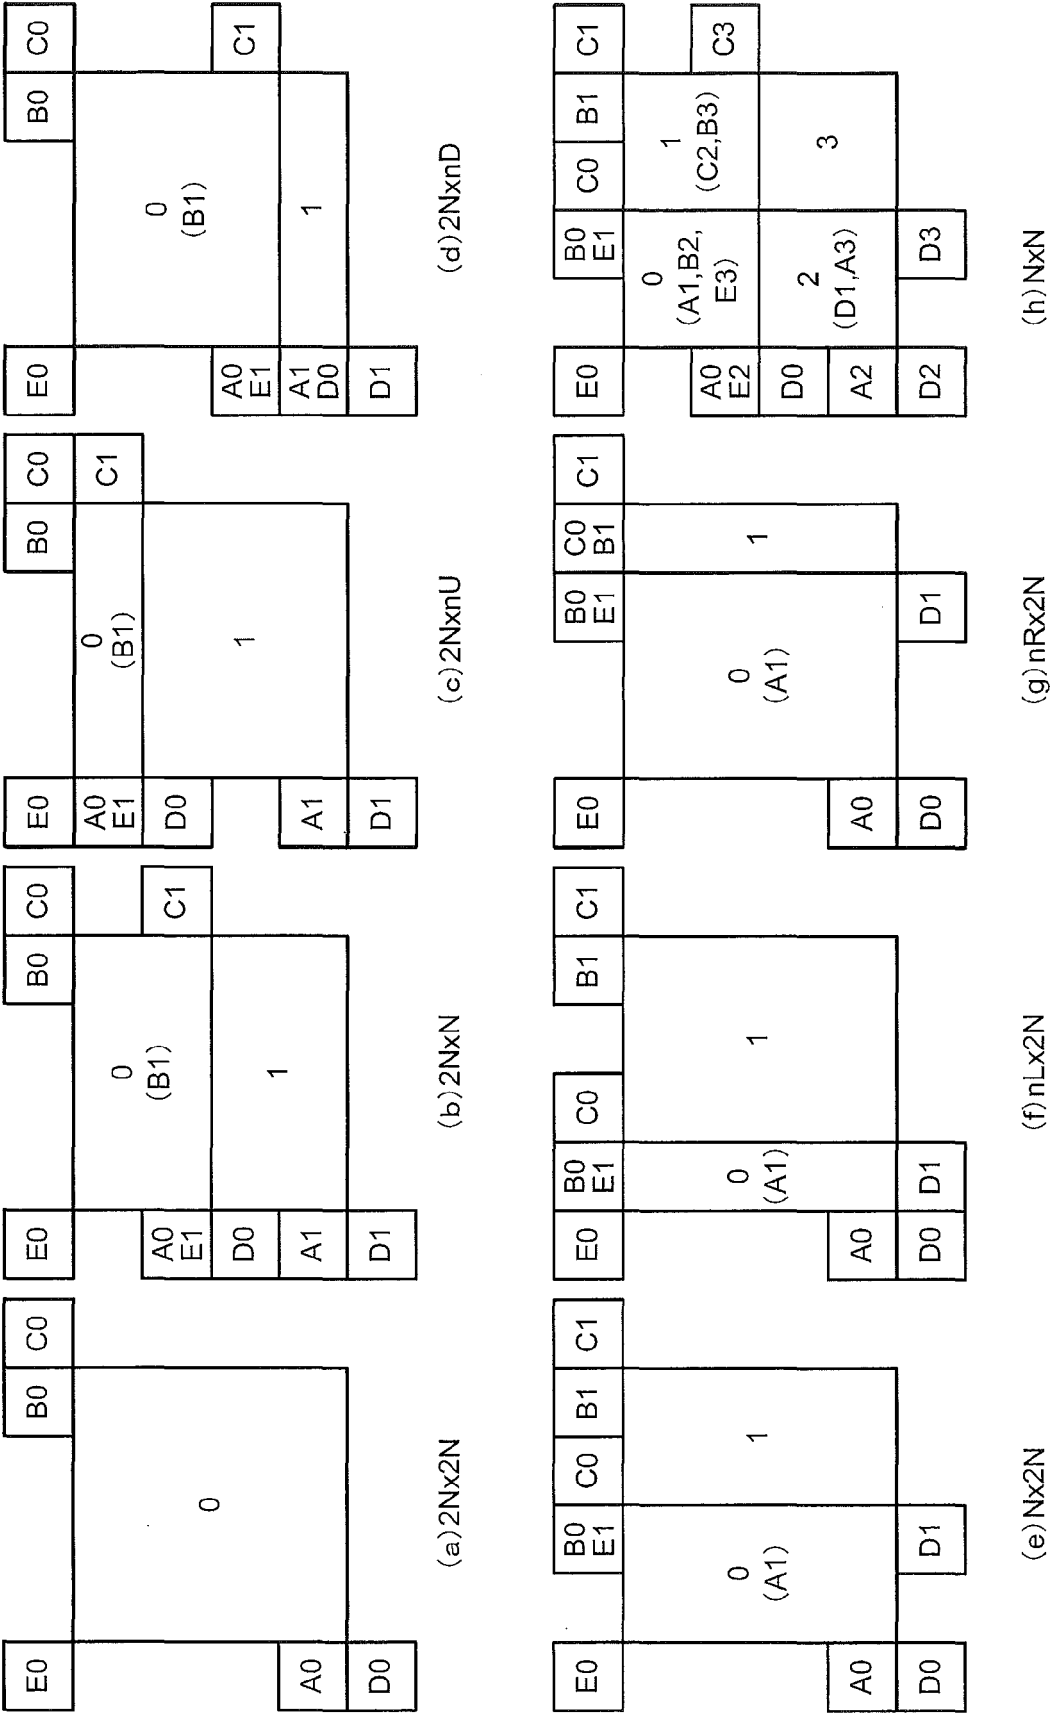 E0
B0
C0
0
A0
D0
(a)2Nx2N
E0
B0
C0
0
(B1)
A0
E1
C1
D0
1
A1
D1
(b)2NxN
E0
B0
C0
A0
E1
0
(B1)
C1
D0
1
A1
D1
(c)2NxnU
E0
B0
C0
0
(B1)
A0
E1
C1
A1
D0
1
D1
(d)2NxnD
E0
B0
E1
C0
B1
C1
0
(A1)
1
A0
D0
D1
(e)Nx2N
E0
B0
E1
C0
B1
C1
0
(A1)
1
A0
D0
D1
(f)nLx2N
E0
B0
E1
C0
B1
C1
0
(A1)
1
A0
D0
D1
(g)nRx2N
E0
B0
E1
C0
B1
C1
0
(A1,B2,
E3)
1
(C2,B3)
A0
E2
C3
D0
2
(D1,A3)
3
A2
D2
D3
(h)NxN